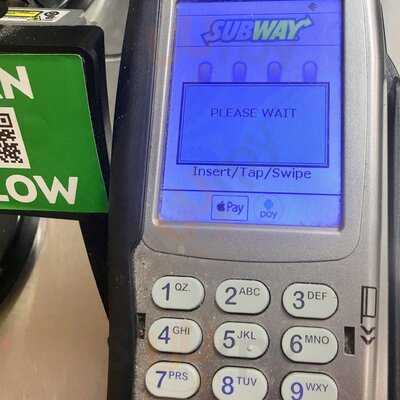 SUBWAY
PLEASE WAIT
Insert/Tap/Swipe
Pay
pay
LOW
1 QZ.
2 ABC
3 DEF
4 GHI
5 JKL
6 MNO
7 PRS
8 TUV
9 WXY